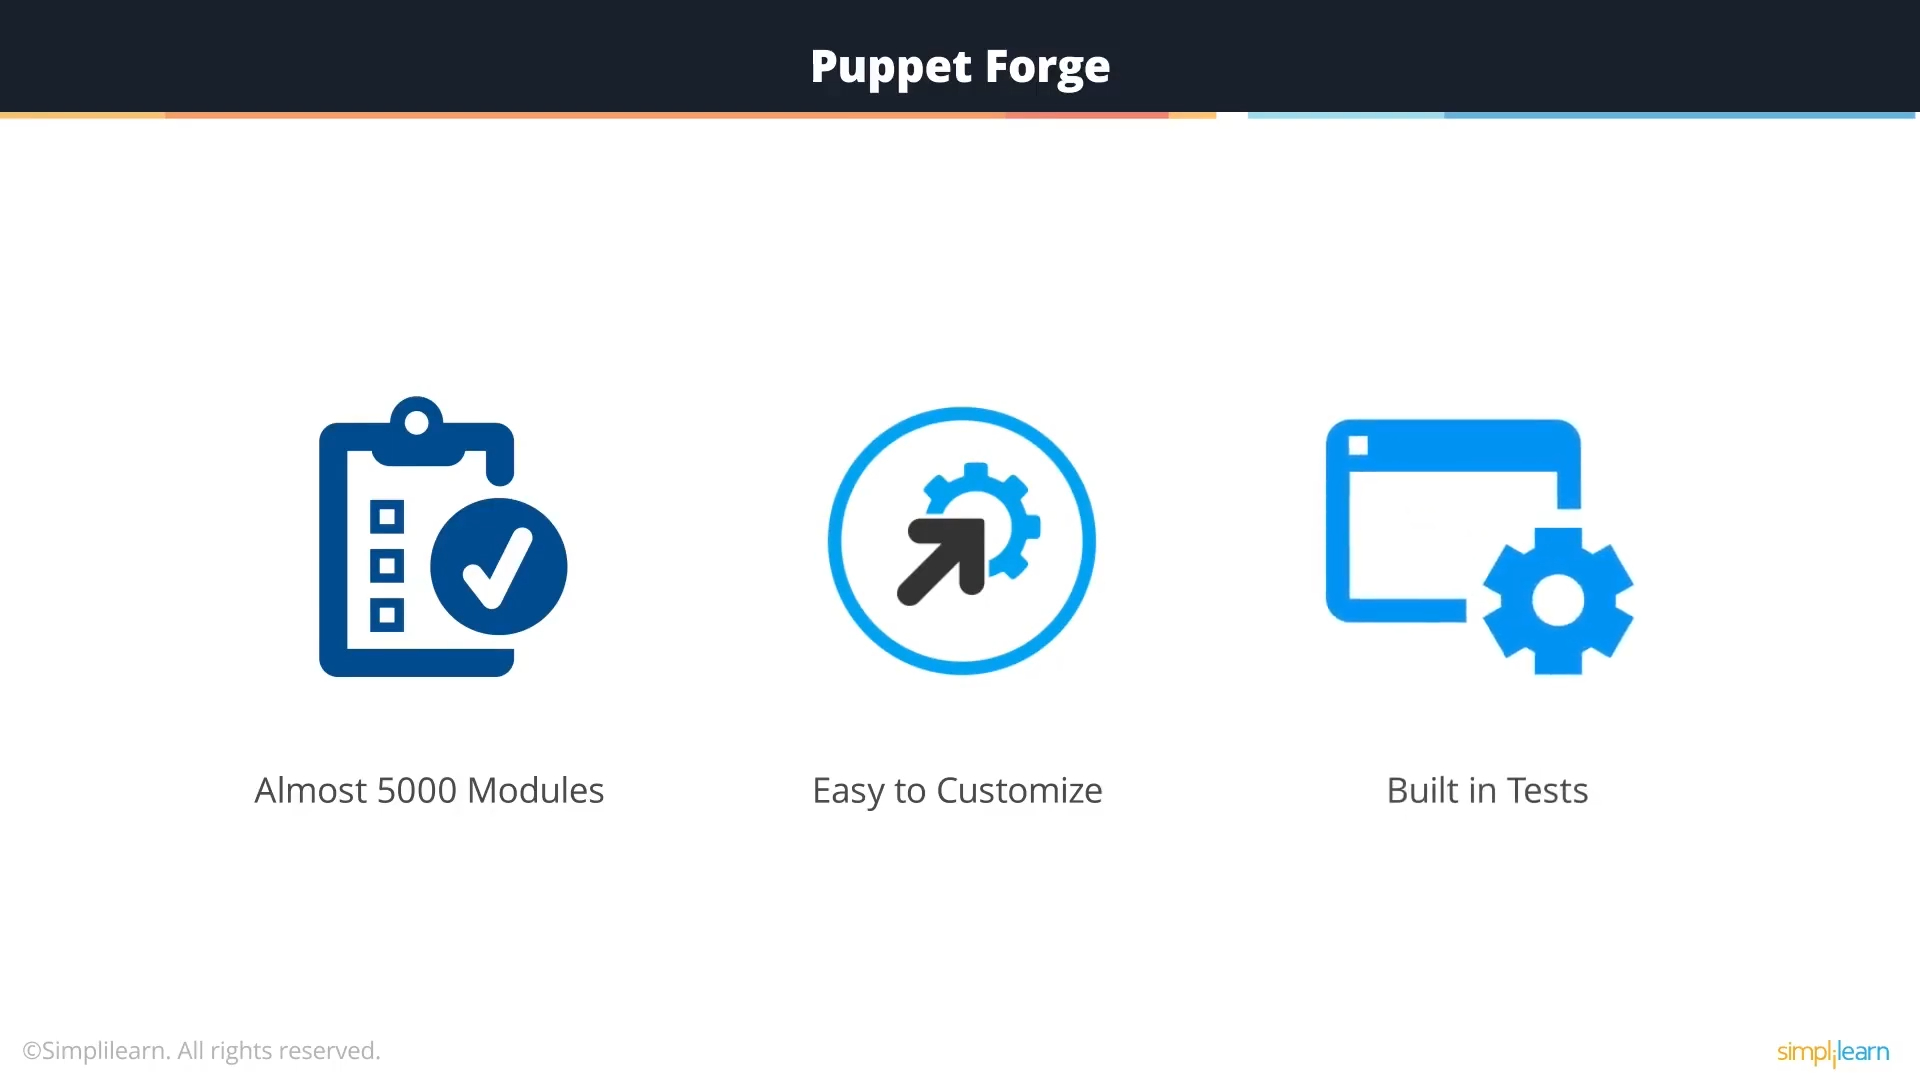 Puppet Forge
Almost 5000 Modules
Easy to Customize
Built in Tests
©Simplilearn. All rights reserved.
simplilearn